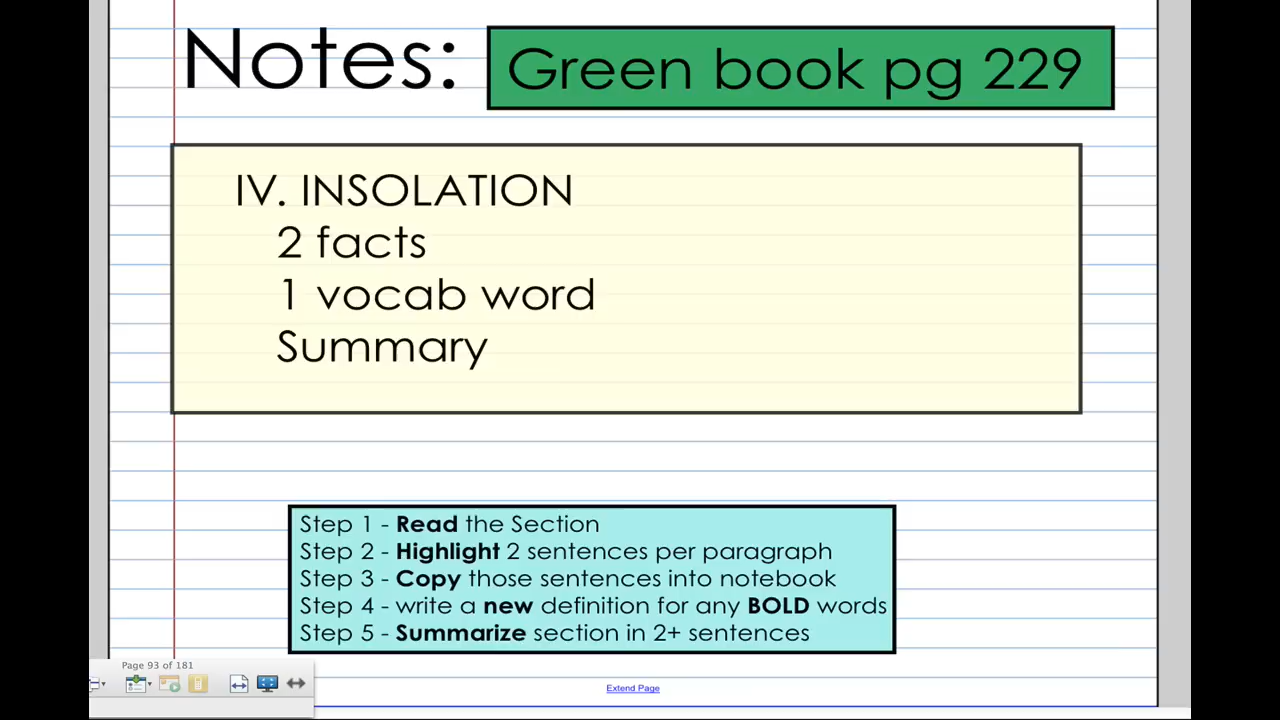 Notes: Green book pg 229
IV. INSOLATION
2 facts
1 vocab word
Summary
Step 1 - Read the Section
Step 2 - Highlight 2 sentences per paragraph
Step 3 - Copy those sentences into notebook
Step 4 - write a new definition for any BOLD words
Step 5 - Summarize section in 2+ sentences
Page 93 of 181
Extend Page